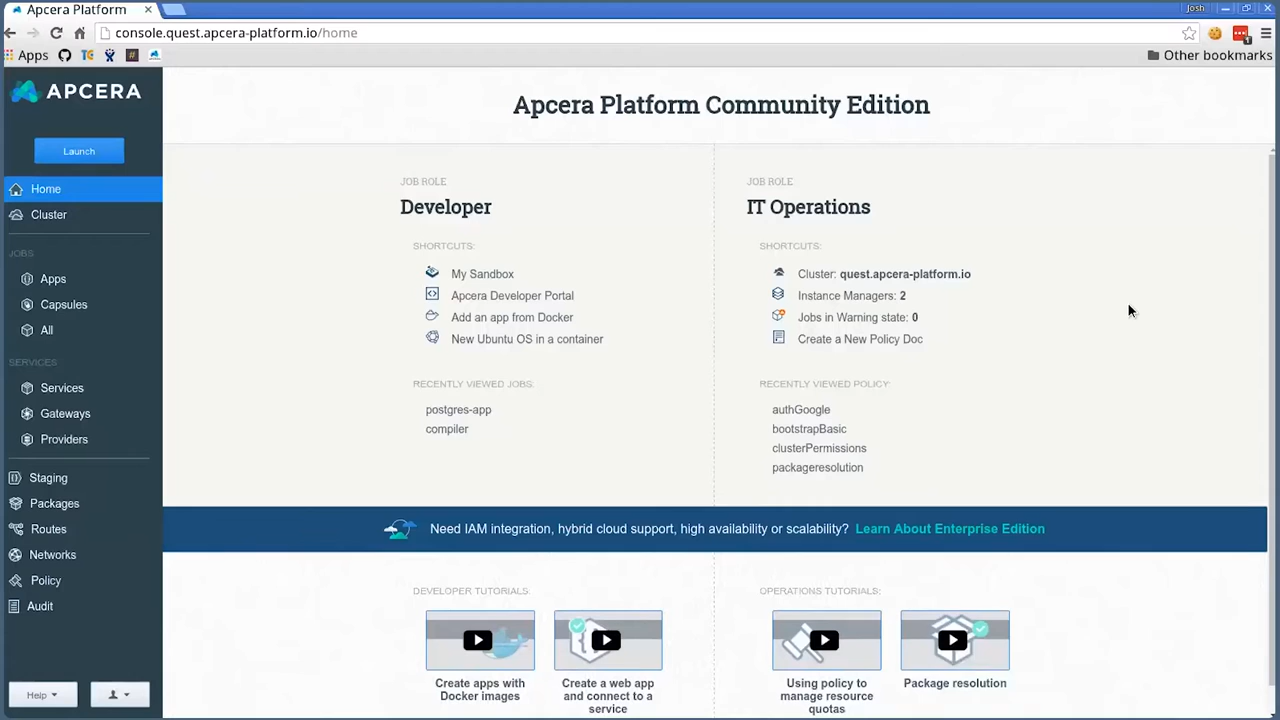 Apcera Platform
Josh
console.quest.apcera-platform.io/home
Apps
Other bookmarks
APCERA
Launch
Home
Cluster
JOBS
Apps
Capsules
All
SERVICES
Services
Gateways
Providers
Staging
Packages
Routes
Networks
Policy
Audit
Help
Apcera Platform Community Edition
JOB ROLE
Developer
SHORTCUTS:
My Sandbox
Apcera Developer Portal
Add an app from Docker
New Ubuntu OS in a container
RECENTLY VIEWED JOBS:
postgres-app
compiler
JOB ROLE
IT Operations
SHORTCUTS:
Cluster: quest.apcera-platform.io
Instance Managers: 2
Jobs in Warning state: 0
Create a New Policy Doc
RECENTLY VIEWED POLICY:
authGoogle
bootstrapBasic
clusterPermissions
packageresolution
Need IAM integration, hybrid cloud support, high availability or scalability? Learn About Enterprise Edition
DEVELOPER TUTORIALS:
Create apps with
Docker images
Create a web app
and connect to a
service
OPERATIONS TUTORIALS:
Using policy to
manage resource
quotas
Package resolution